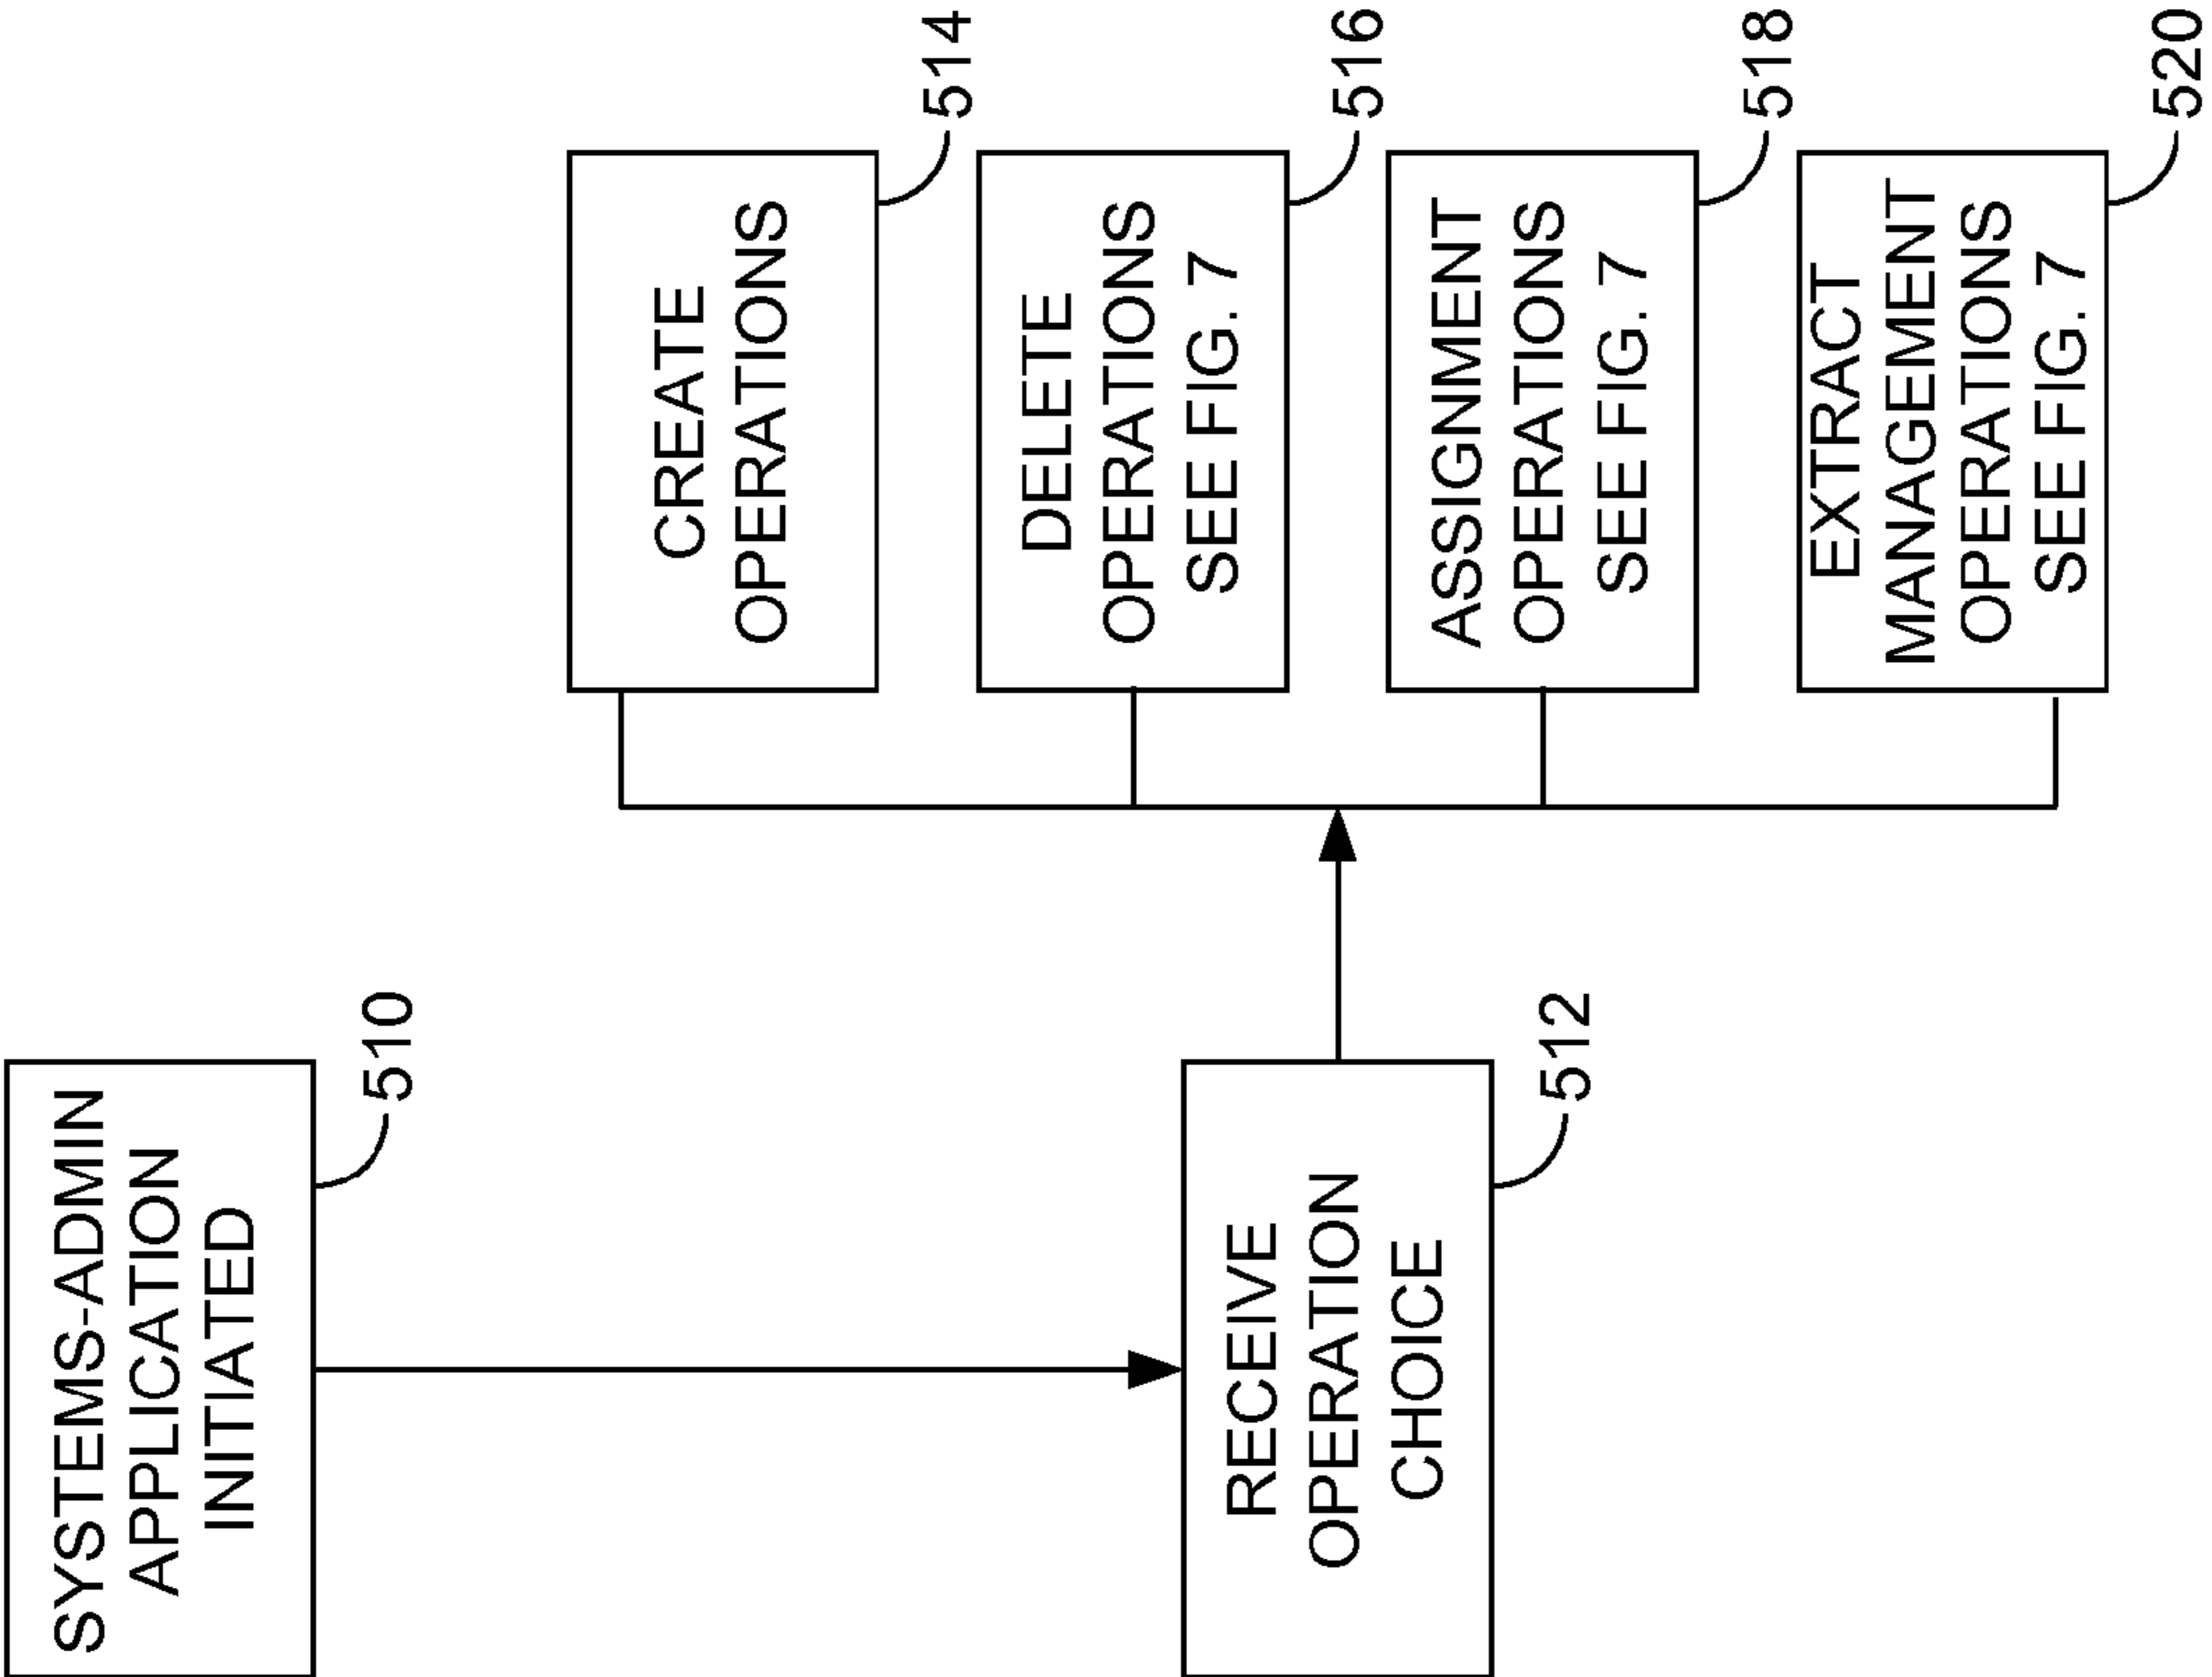 SYSTEMS-ADMIN
APPLICATION
INITIATED
510
RECEIVE
OPERATION
CHOICE
512
CREATE
OPERATIONS
514
DELETE
OPERATIONS
SEE FIG. 7
516
ASSIGNMENT
OPERATIONS
SEE FIG. 7
518
EXTRACT
MANAGEMENT
OPERATIONS
SEE FIG. 7
520